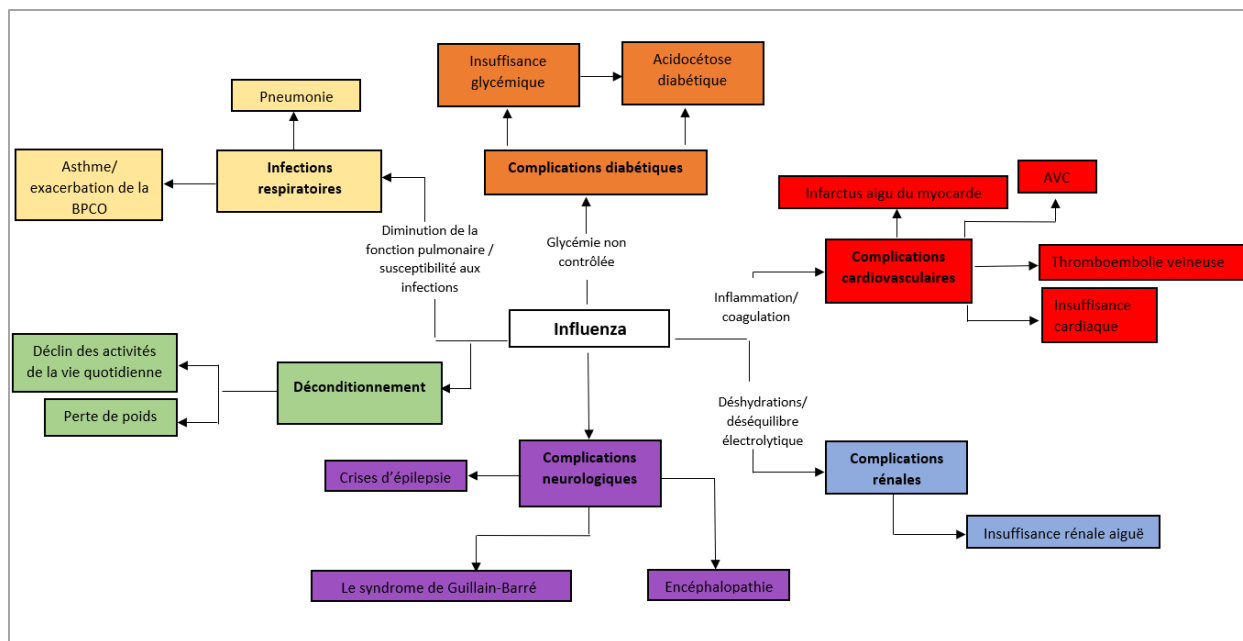 Insuffisance
glycémique
Acidocétose
diabétique
Pneumonie
Asthme/
exacerbation de la
BPCO
Infections
respiratoires
Complications diabétiques
Infarctus aigu du myocarde
AVC
Diminution de la
fonction pulmonaire /
susceptibilité aux
infections
Glycémie non
contrôlée
Complications
cardiovasculaires
Thromboembolie veineuse
Inflammation/
coagulation
Insuffisance
cardiaque
Influenza
Déclin des activités
de la vie quotidienne
Perte de poids
Déconditionnement
Déshydrations/
déséquilibre
électrolytique
Complications
neurologiques
Crises d’épilepsie
Complications
rénales
Insuffisance rénale aiguë
Le syndrome de Guillain-Barré
Encéphalopathie